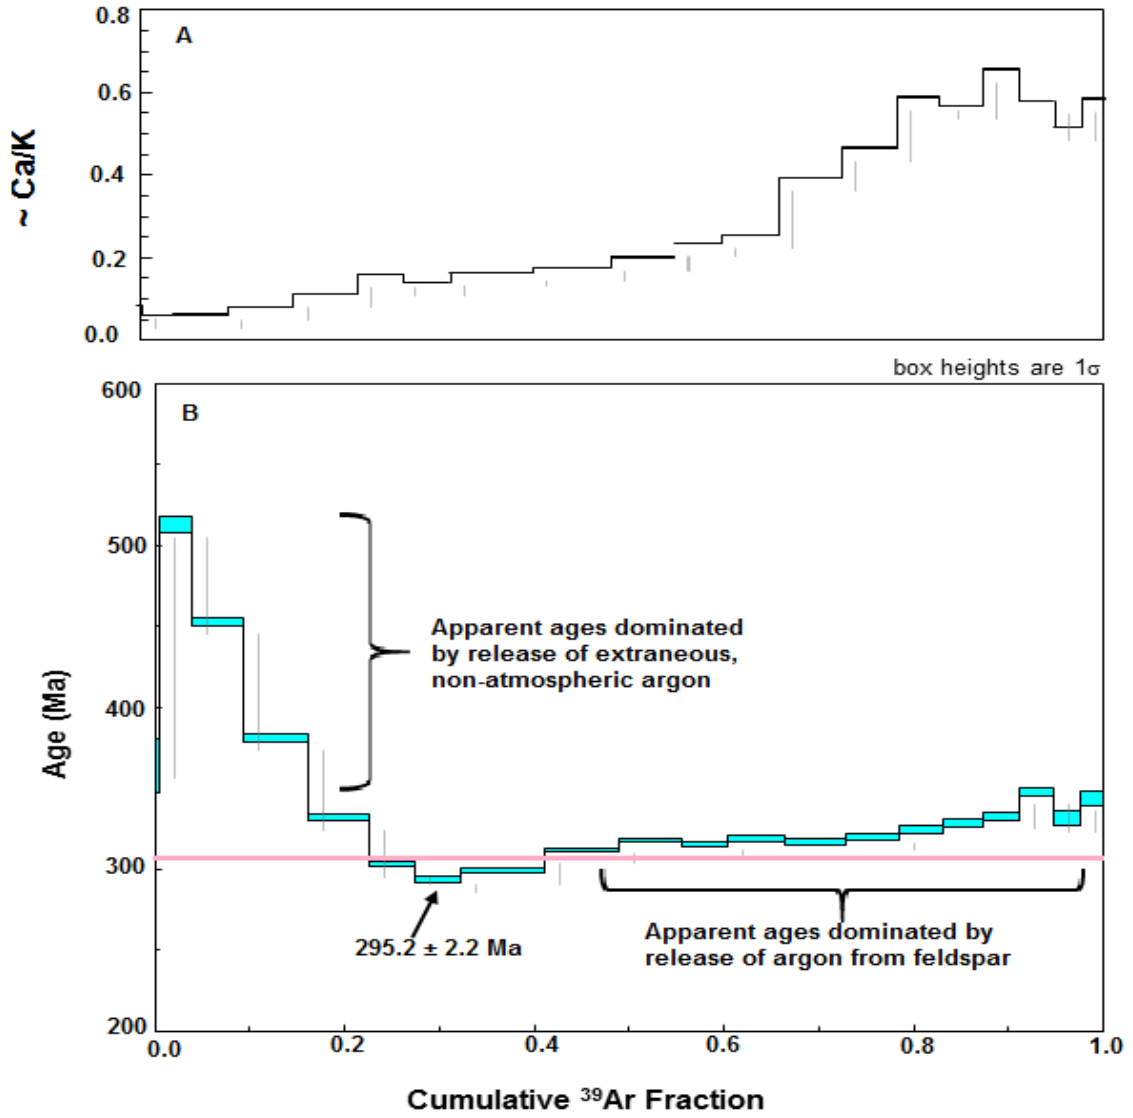 0.8
A
0.6
~ Ca/K
0.4
0.2
0.0
box heights are 1σ
600
B
500
Apparent ages dominated
by release of extraneous,
non-atmospheric argon
Age (Ma)
400
300
295.2 ± 2.2 Ma
Apparent ages dominated by
release of argon from feldspar
200
0.0 0.2 0.4 0.6 0.8 1.0
Cumulative ³⁹Ar Fraction